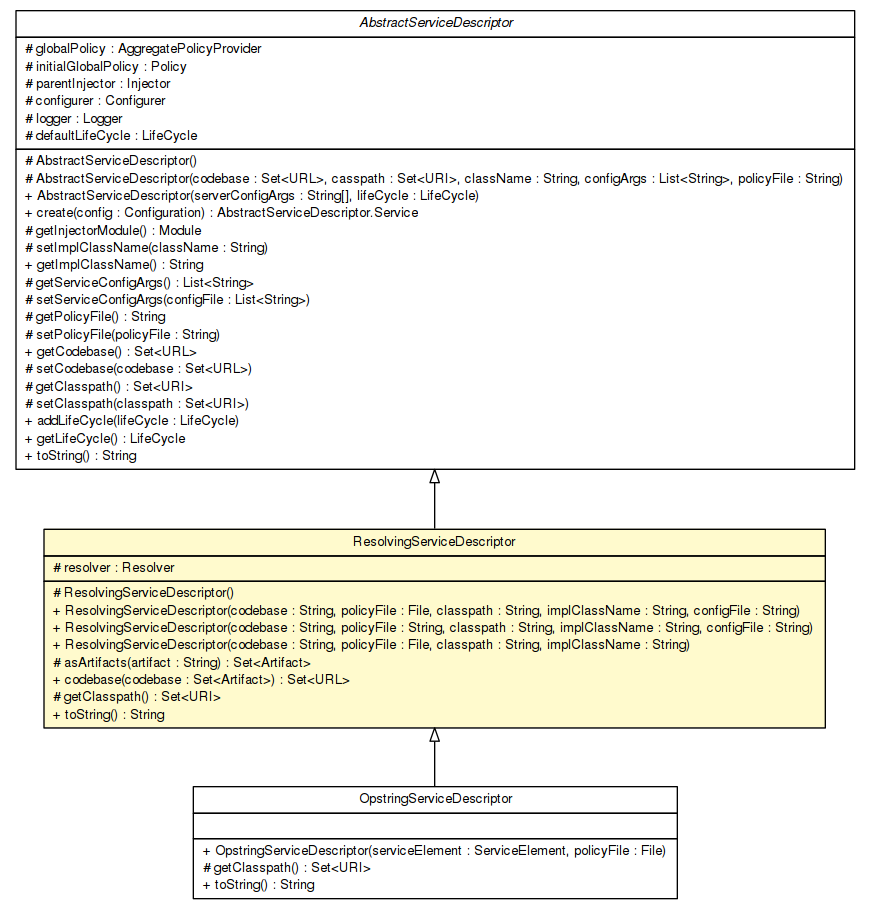 AbstractServiceDescriptor
# globalPolicy : AggregatePolicyProvider
# initialGlobalPolicy : Policy
# parentInjector : Injector
# configurer : Configurer
# logger : Logger
# defaultLifeCycle : LifeCycle
# AbstractServiceDescriptor()
# AbstractServiceDescriptor(codebase : Set<URL>, casspath : Set<URI>, className : String, configArgs : List<String>, policyFile : String)
+ AbstractServiceDescriptor(serverConfigArgs : String[], lifeCycle : LifeCycle)
+ create(config : Configuration) : AbstractServiceDescriptor.Service
# getInjectorModule() : Module
# setImplClassName(className : String)
+ getImplClassName() : String
# getServiceConfigArgs() : List<String>
# setServiceConfigArgs(configFile : List<String>)
# getPolicyFile() : String
# setPolicyFile(policyFile : String)
+ getCodebase() : Set<URL>
# setCodebase(codebase : Set<URL>)
# getClasspath() : Set<URI>
# setClasspath(classpath : Set<URI>)
+ addLifeCycle(lifeCycle : LifeCycle)
+ getLifeCycle() : LifeCycle
+ toString() : String
ResolvingServiceDescriptor
# resolver : Resolver
# ResolvingServiceDescriptor()
+ ResolvingServiceDescriptor(codebase : String, policyFile : File, classpath : String, implClassName : String, configFile : String)
+ ResolvingServiceDescriptor(codebase : String, policyFile : String, classpath : String, implClassName : String, configFile : String)
+ ResolvingServiceDescriptor(codebase : String, policyFile : File, classpath : String, implClassName : String)
# asArtifacts(artifact : String) : Set<Artifact>
+ codebase(codebase : Set<Artifact>) : Set<URL>
# getClasspath() : Set<URI>
+ toString() : String
OpstringServiceDescriptor
+ OpstringServiceDescriptor(serviceElement : ServiceElement, policyFile : File)
# getClasspath() : Set<URI>
+ toString() : String